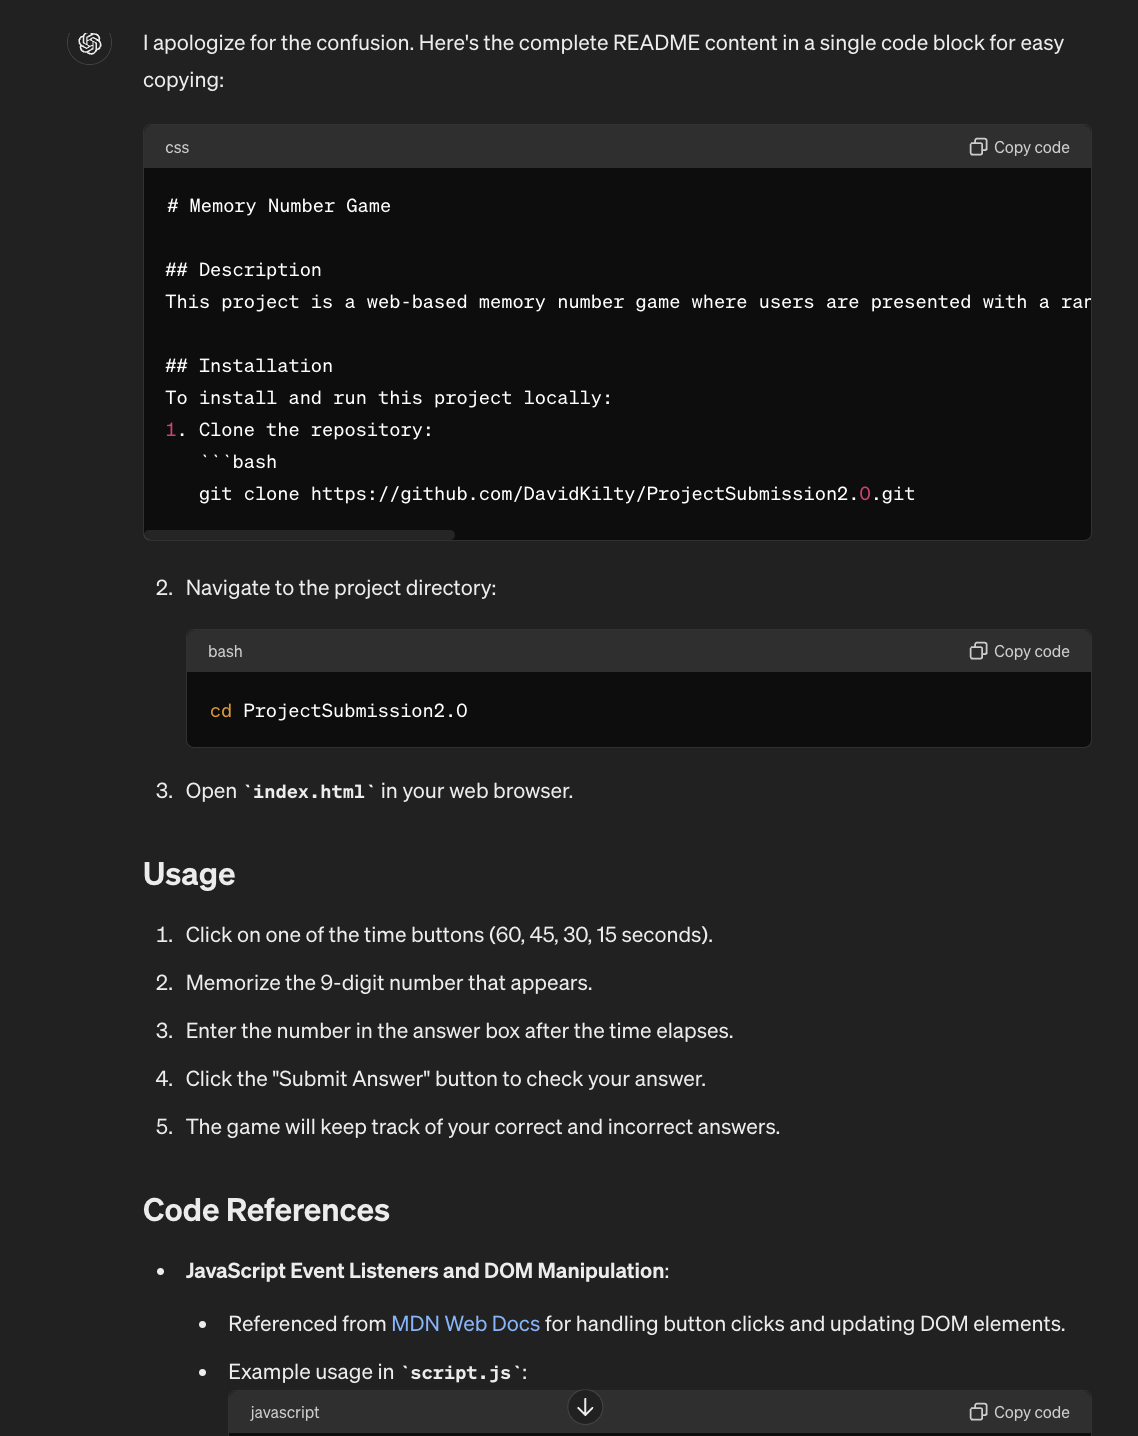 I apologize for the confusion. Here's the complete README content in a single code block for easy
copying:
css
Copy code
# Memory Number Game
## Description
This project is a web-based memory number game where users are presented with a ran
## Installation
To install and run this project locally:
1. Clone the repository:
```bash
git clone https://github.com/DavidKilty/ProjectSubmission2.0.git
2. Navigate to the project directory:
bash
Copy code
cd ProjectSubmission2.0
3. Open `index.html` in your web browser.
Usage
1. Click on one of the time buttons (60, 45, 30, 15 seconds).
2. Memorize the 9-digit number that appears.
3. Enter the number in the answer box after the time elapses.
4. Click the "Submit Answer" button to check your answer.
5. The game will keep track of your correct and incorrect answers.
Code References
• JavaScript Event Listeners and DOM Manipulation:
• Referenced from MDN Web Docs for handling button clicks and updating DOM elements.
• Example usage in `script.js`:
javascript
Copy code